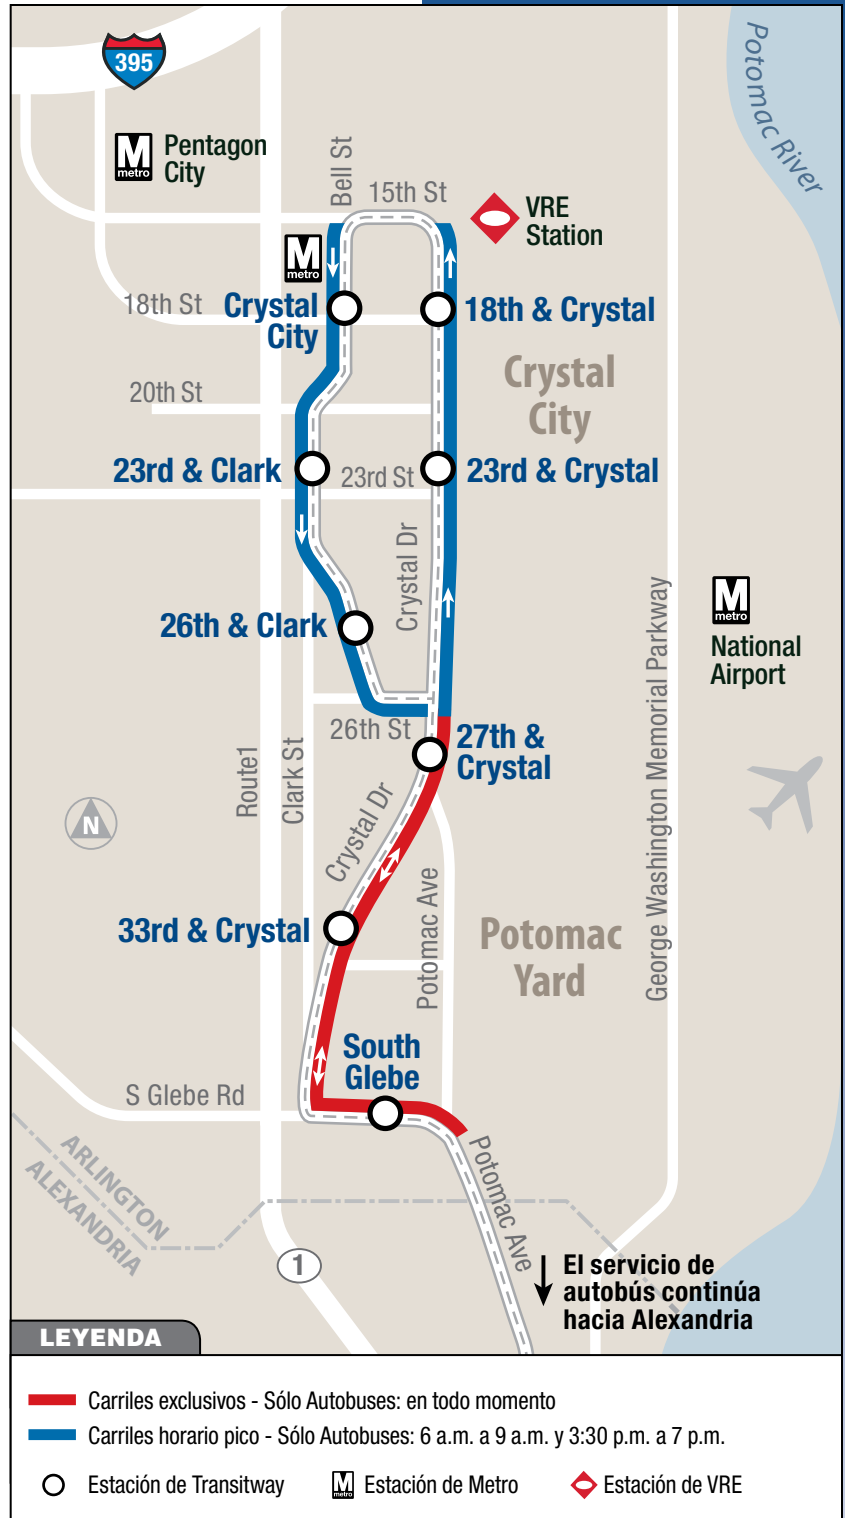 395
Potomac River
M
metro
Pentagon
City
Bell St
15th St
VRE
Station
M
metro
18th St
Crystal
City
18th & Crystal
Crystal
City
20th St
23rd & Clark
23rd St
23rd & Crystal
Crystal Dr
M
metro
National
Airport
26th & Clark
George Washington Memorial Parkway
26th St
27th &
Crystal
Route1
Clark St
N
Crystal Dr
Potomac Ave
33rd & Crystal
Potomac
Yard
South
Glebe
S Glebe Rd
ARLINGTON
ALEXANDRIA
Potomac Ave
1
El servicio de
autobús continúa
hacia Alexandria
LEYENDA
Carriles exclusivos - Sólo Autobuses: en todo momento
Carriles horario pico - Sólo Autobuses: 6 a.m. a 9 a.m. y 3:30 p.m. a 7 p.m.
Estación de Transitway
M
metro
Estación de Metro
Estación de VRE